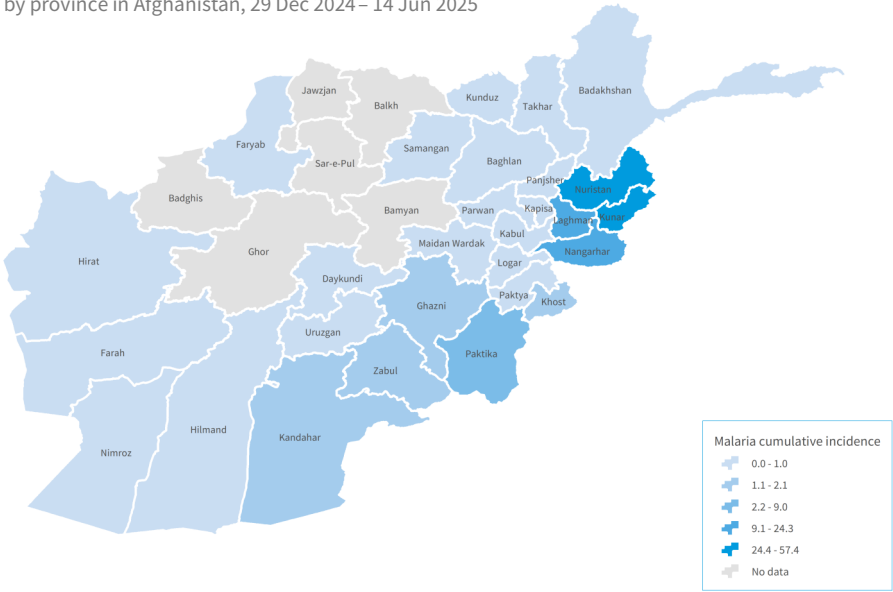 by province in Afghanistan, 29 Dec 2024 – 14 Jun 2025
Jawzjan
Balkh
Kunduz
Takhar
Badakhshan
Faryab
Samangan
Sar-e-Pul
Baghlan
Panjsher
Nuristan
Badghis
Bamyan
Parwan
Kapisa
Laghman
Kunar
Kabul
Maidan Wardak
Nangarhar
Hirat
Ghor
Logar
Daykundi
Paktya
Khost
Ghazni
Uruzgan
Farah
Paktika
Zabul
Hilmand
Kandahar
Nimroz
Malaria cumulative incidence
0.0 - 1.0
1.1 - 2.1
2.2 - 9.0
9.1 - 24.3
24.4 - 57.4
No data